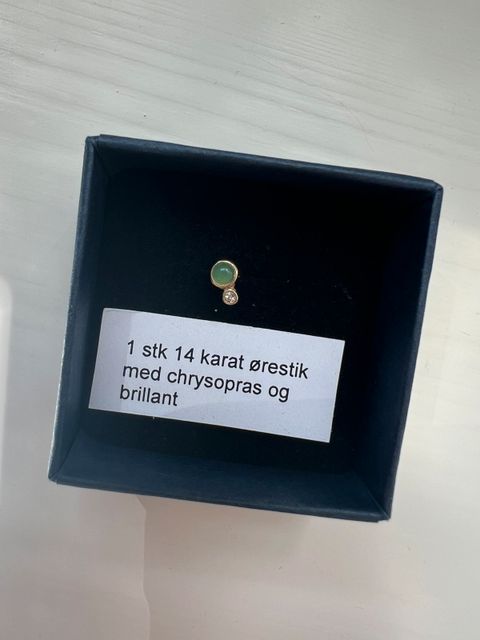 1 stk 14 karat ørestik
med chrysopras og
brillant